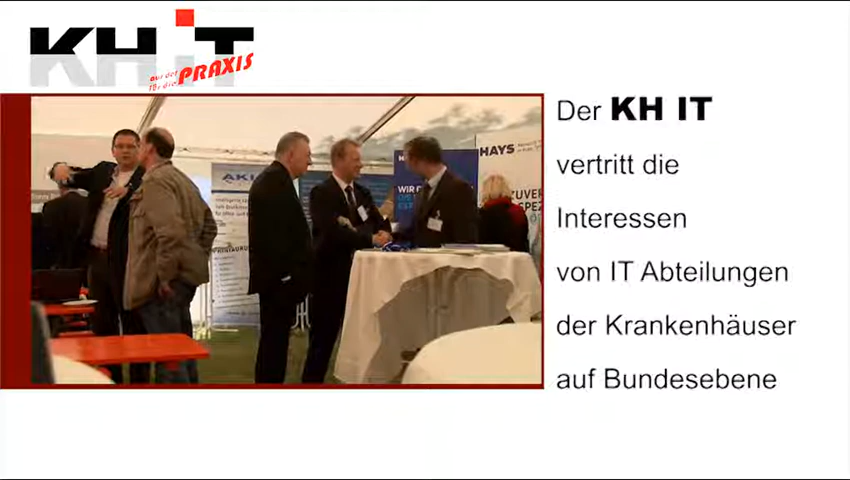 KH iT
aus der
für die PRAXIS
Der KH IT
vertritt die
Interessen
von IT Abteilungen
der Krankenhäuser
auf Bundesebene
HAYS
AKI
WIR